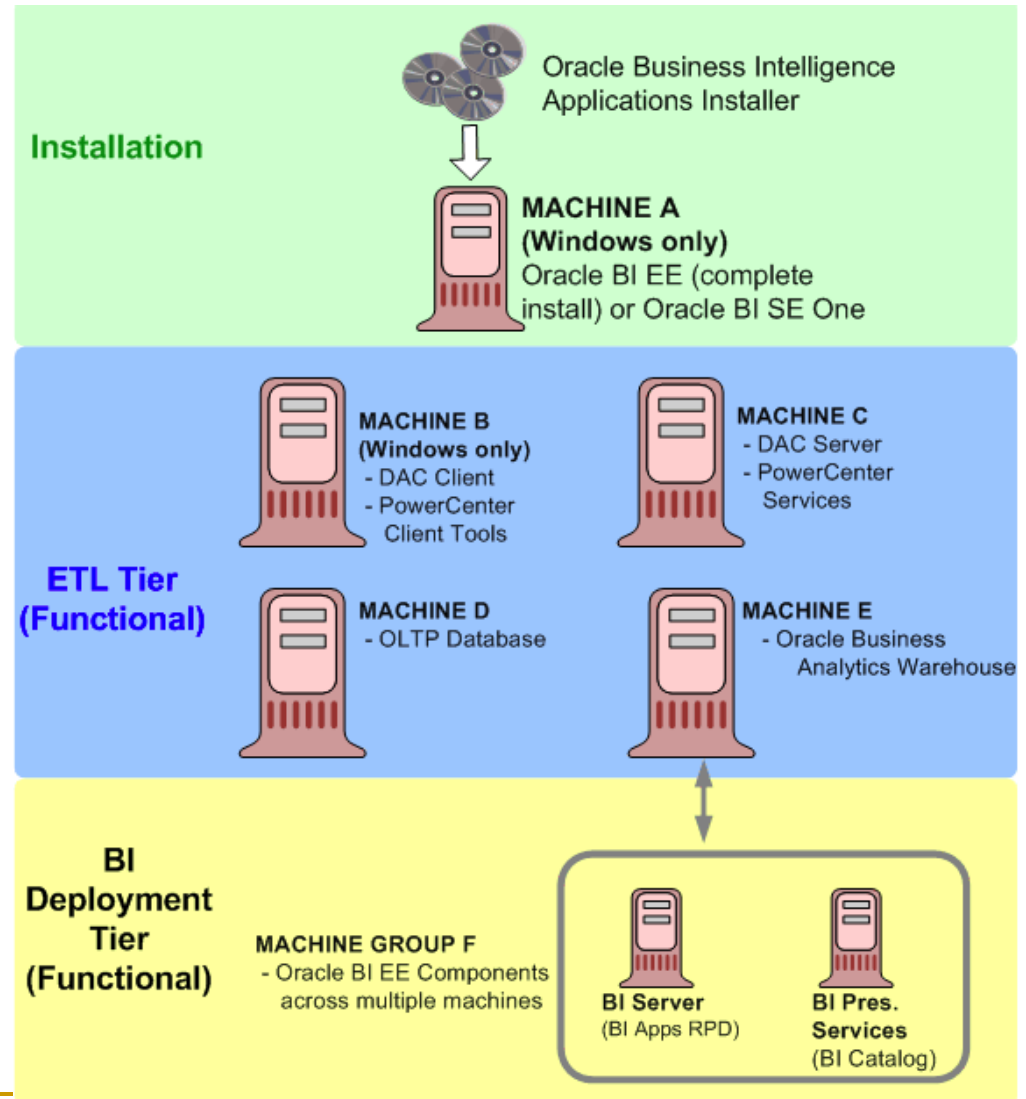 Oracle Business Intelligence
Applications Installer
Installation
MACHINE A
(Windows only)
Oracle BI EE (complete
install) or Oracle BI SE One
MACHINE B
(Windows only)
- DAC Client
- PowerCenter
Client Tools
MACHINE C
- DAC Server
- PowerCenter
Services
ETL Tier
(Functional)
MACHINE D
- OLTP Database
MACHINE E
- Oracle Business
Analytics Warehouse
BI
Deployment
Tier
(Functional)
MACHINE GROUP F
- Oracle BI EE Components
across multiple machines
BI Server
(BI Apps RPD)
BI Pres.
Services
(BI Catalog)